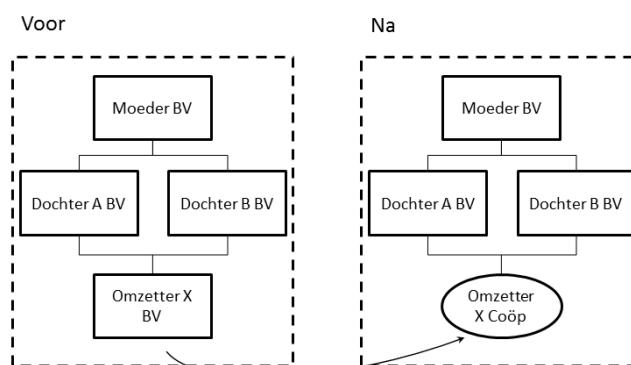 Voor
Na
Moeder BV
Moeder BV
Dochter A BV
Dochter B BV
Dochter A BV
Dochter B BV
Omzetter X
BV
Omzetter
X Coöp